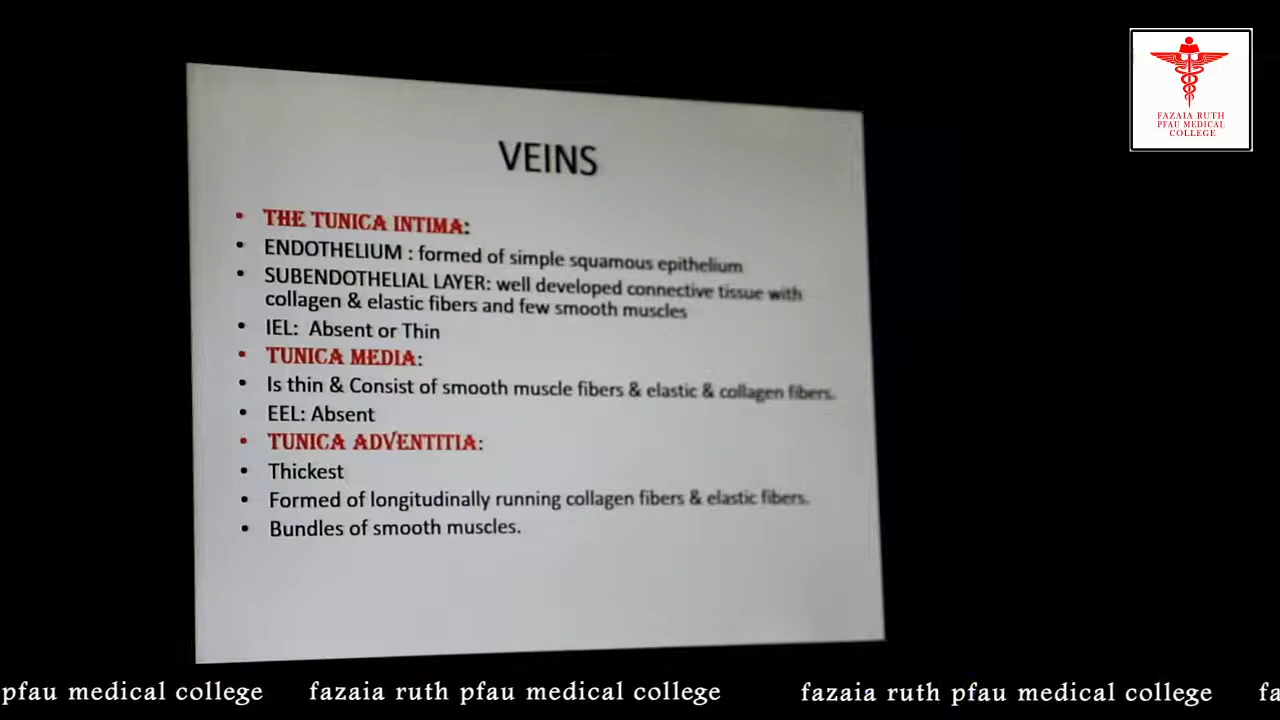 FAZAIA RUTH
PFAU MEDICAL
COLLEGE
VEINS
• THE TUNICA INTIMA:
• ENDOTHELIUM : formed of simple squamous epithelium
• SUBENDOTHELIAL LAYER: well developed connective tissue with
collagen & elastic fibers and few smooth muscles
• IEL: Absent or Thin
• TUNICA MEDIA:
• Is thin & Consist of smooth muscle fibers & elastic & collagen fibers.
• EEL: Absent
• TUNICA ADVENTITIA:
• Thickest
• Formed of longitudinally running collagen fibers & elastic fibers.
• Bundles of smooth muscles.
pfau medical college fazaia ruth pfau medical college fazaia ruth pfau medical college fa